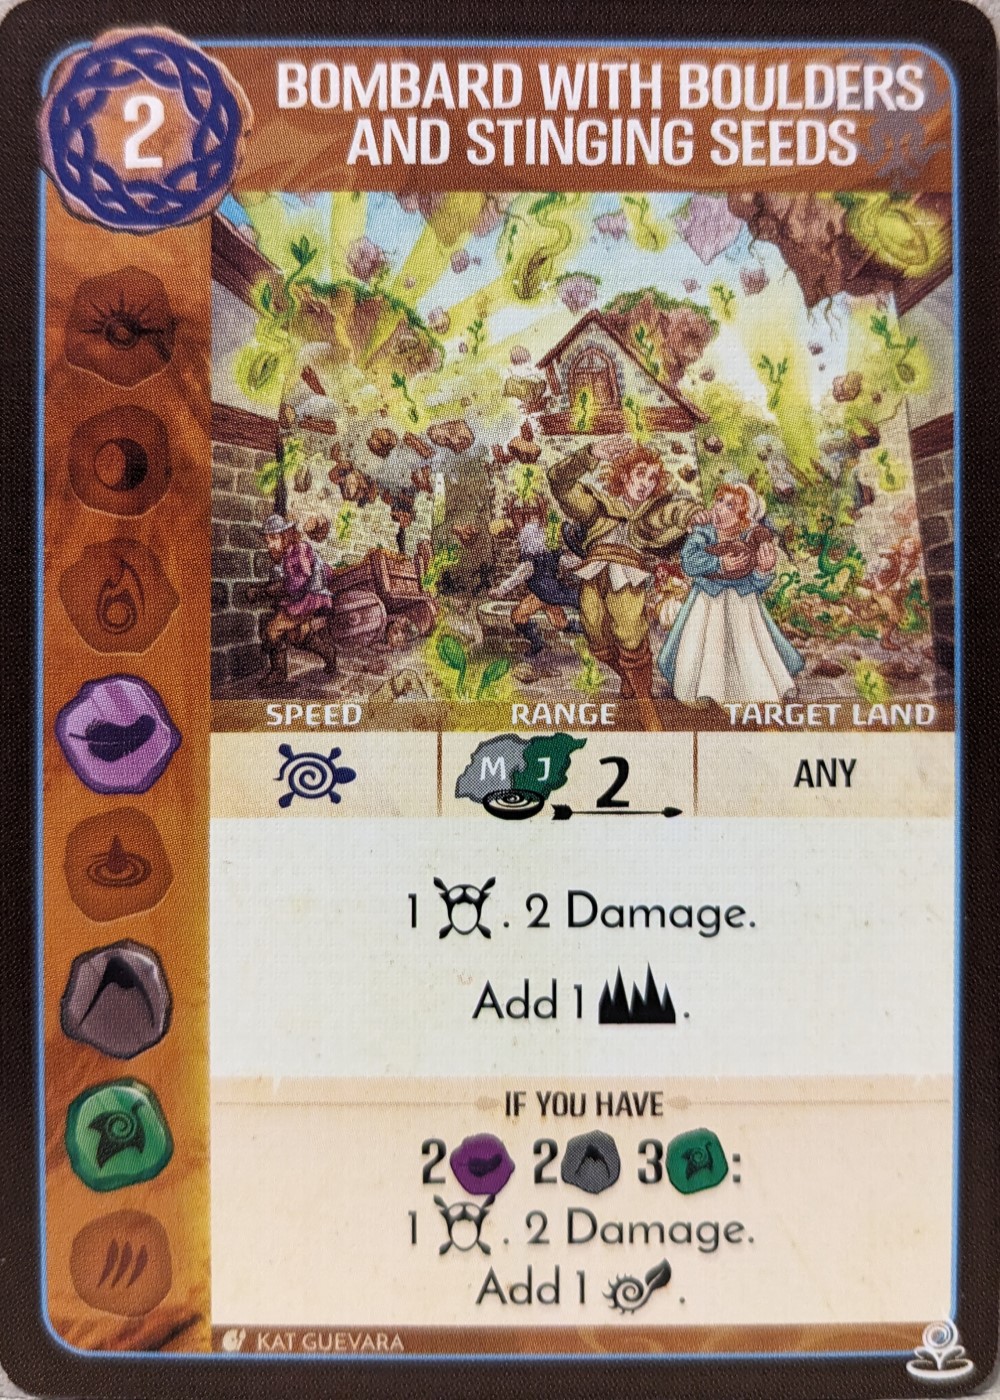 2
BOMBARD WITH BOULDERS
AND STINGING SEEDS
SPEED RANGE TARGET LAND
M J 2 ANY
1 . 2 Damage.
Add 1 .
IF YOU HAVE
2 2 3 :
1 . 2 Damage.
Add 1 .
KAT GUEVARA